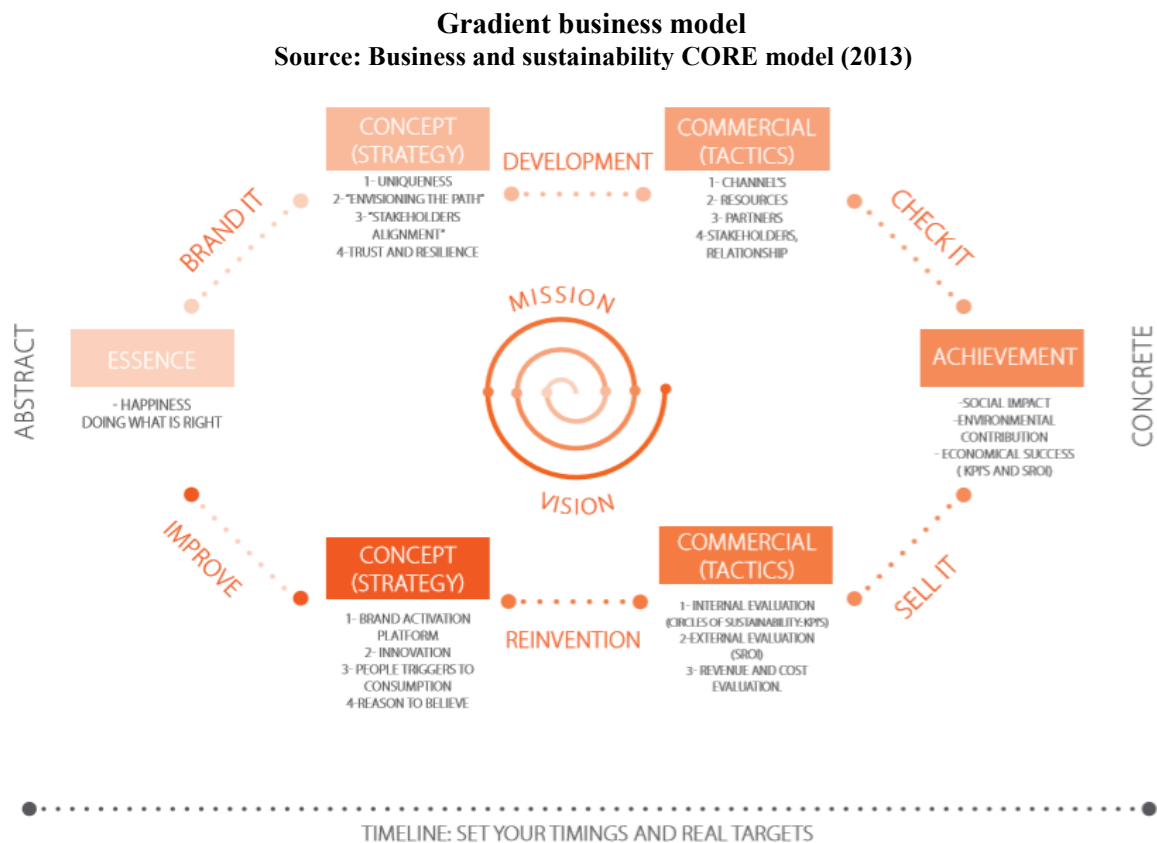 Gradient business model
Source: Business and sustainability CORE model (2013)
CONCEPT
(STRATEGY)
1- UNIQUENESS
2- "ENVISIONING THE PATH"
3- "STAKEHOLDERS
ALIGNMENT"
4-TRUST AND RESILIENCE
DEVELOPMENT
COMMERCIAL
(TACTICS)
1- CHANNEL'S
2- RESOURCES
3- PARTNERS
4-STAKEHOLDERS,
RELATIONSHIP
BRAND IT
CHECK IT
ABSTRACT
ESSENCE
- HAPPINESS
DOING WHAT IS RIGHT
MISSION
VISION
ACHIEVEMENT
-SOCIAL IMPACT
-ENVIRONMENTAL
CONTRIBUTION
- ECONOMICAL SUCCESS
( KPI'S AND SROI)
CONCRETE
IMPROVE
CONCEPT
(STRATEGY)
1- BRAND ACTIVATION
PLATFORM
2- INNOVATION
3- PEOPLE TRIGGERS TO
CONSUMPTION
4-REASON TO BELIEVE
REINVENTION
COMMERCIAL
(TACTICS)
1- INTERNAL EVALUATION
(CIRCLES OF SUSTAINABILITY: KPI'S)
2-EXTERNAL EVALUATION
(SROI)
3- REVENUE AND COST
EVALUATION.
SELL IT
TIMELINE: SET YOUR TIMINGS AND REAL TARGETS